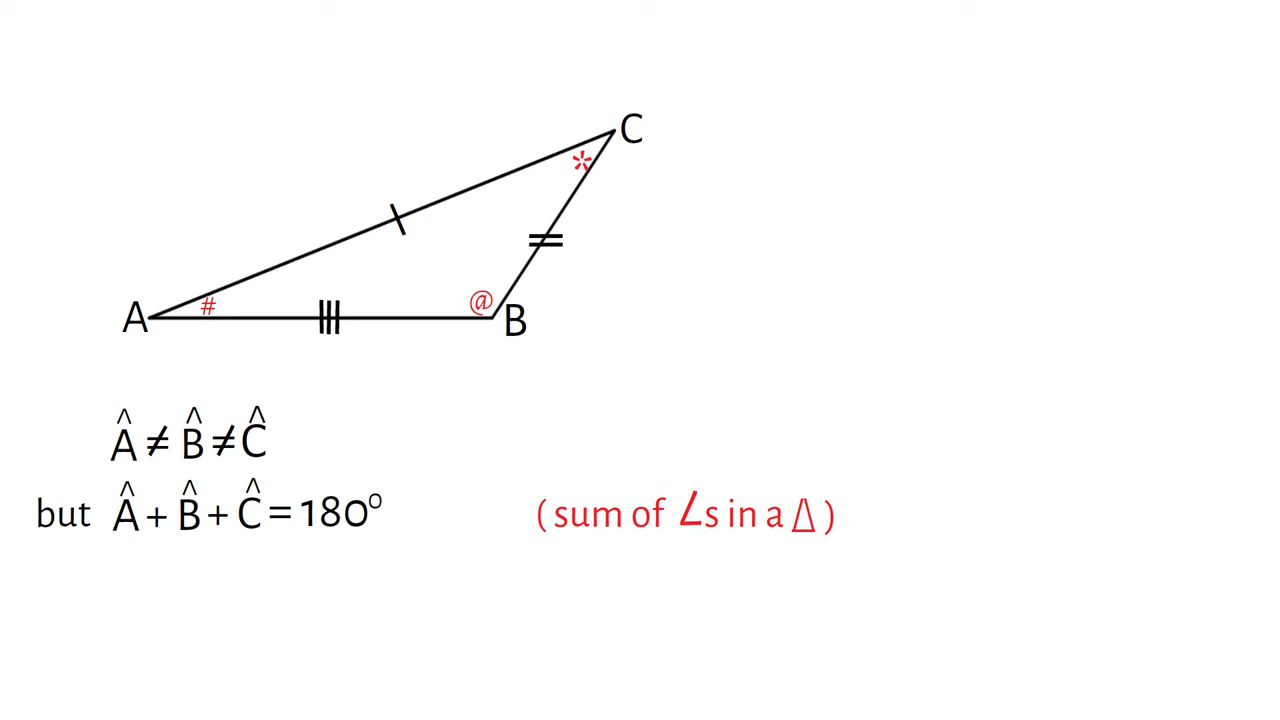 C
*
#
@
A
B
Â ≠ B̂ ≠ Ĉ
but Â + B̂ + Ĉ = 180°
(sum of ∠s in a △)